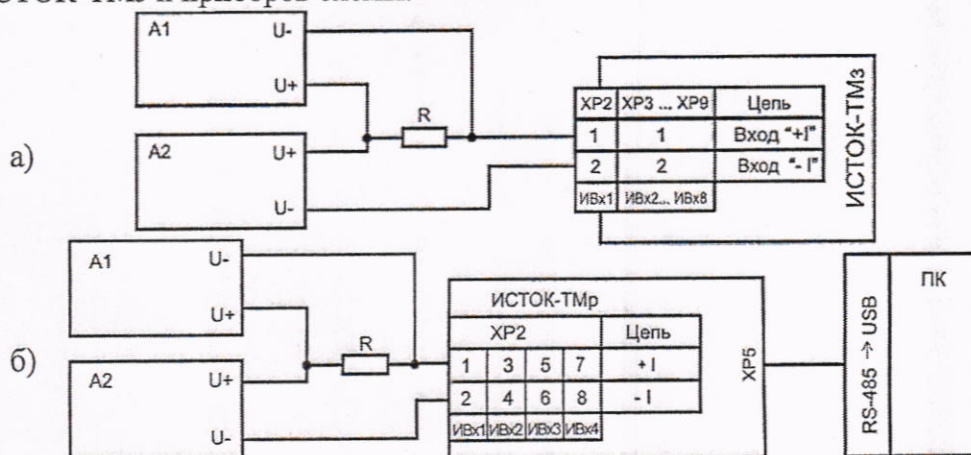 А1 U-
U+
R
А2 U+
U-
а)
ХР2 ХР3 ... ХР9 Цепь
1 1 Вход "+I"
2 2 Вход "- I"
ИВх1 ИВх2... ИВх8
ИСТОК-ТМз
А1 U-
U+
R
А2 U+
U-
б)
ИСТОК-ТМр
ХР2 Цепь
1 3 5 7 + I
2 4 6 8 - I
ИВх1 ИВх2 ИВх3 ИВх4
ХР5
RS-485 → USB
ПК